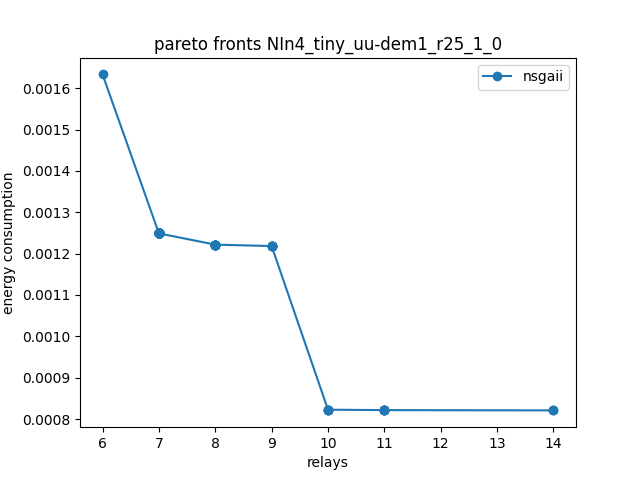 pareto fronts NIn4_tiny_uu-dem1_r25_1_0
nsgaii
energy consumption
0.0016
0.0015
0.0014
0.0013
0.0012
0.0011
0.0010
0.0009
0.0008
6 7 8 9 10 11 12 13 14
relays